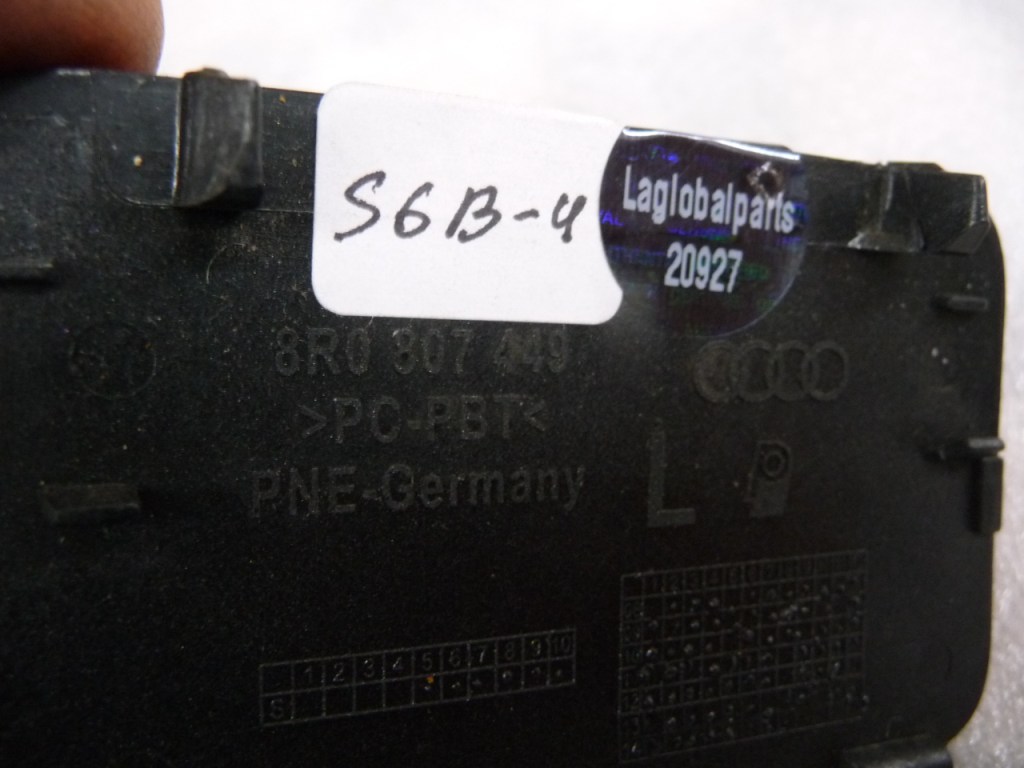 S6B-4
Laglobalparts
20927
8R0 807 449
>PC-PBT<
PNE-Germany
L
1 2 3 4 5 6 7 8 9 10